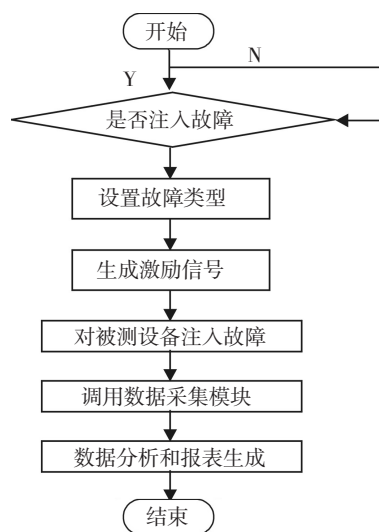 开始
N
Y
是否注入故障
设置故障类型
生成激励信号
对被测设备注入故障
调用数据采集模块
数据分析和报表生成
结束